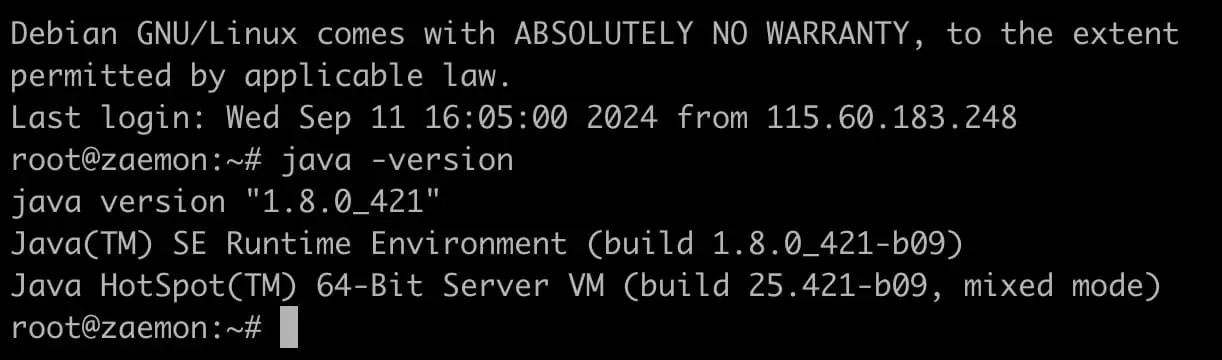 Debian GNU/Linux comes with ABSOLUTELY NO WARRANTY, to the extent
permitted by applicable law.
Last login: Wed Sep 11 16:05:00 2024 from 115.60.183.248
root@zaemon:~# java -version
java version "1.8.0_421"
Java(TM) SE Runtime Environment (build 1.8.0_421-b09)
Java HotSpot(TM) 64-Bit Server VM (build 25.421-b09, mixed mode)
root@zaemon:~#